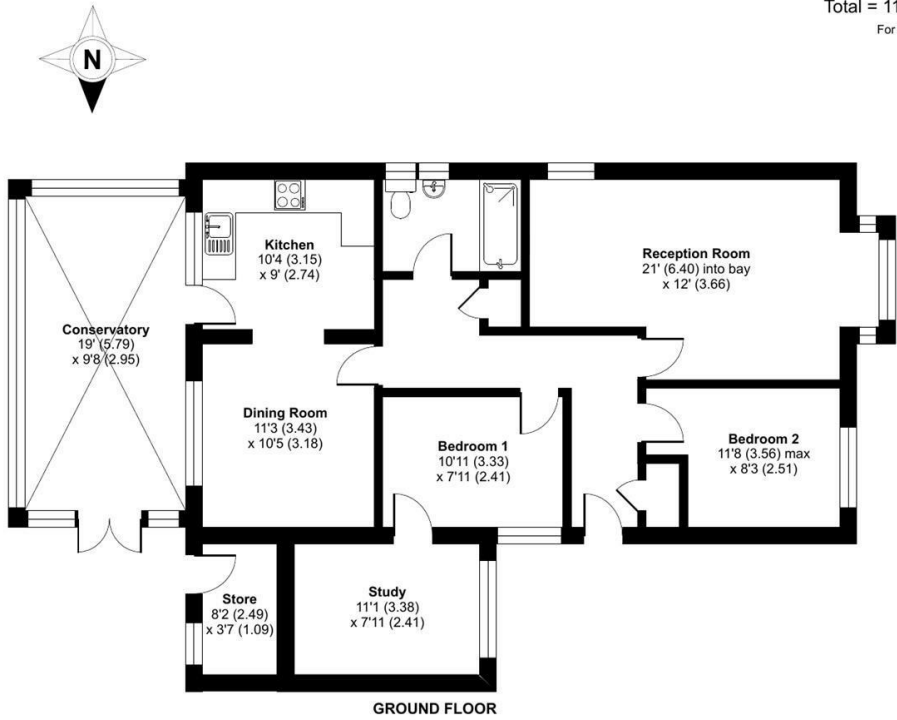 Total = 11
For
N
Kitchen
10'4 (3.15)
x 9' (2.74)
Reception Room
21' (6.40) into bay
x 12' (3.66)
Conservatory
19' (5.79)
x 9'8 (2.95)
Dining Room
11'3 (3.43)
x 10'5 (3.18)
Bedroom 1
10'11 (3.33)
x 7'11 (2.41)
Bedroom 2
11'8 (3.56) max
x 8'3 (2.51)
Store
8'2 (2.49)
x 3'7 (1.09)
Study
11'1 (3.38)
x 7'11 (2.41)
GROUND FLOOR